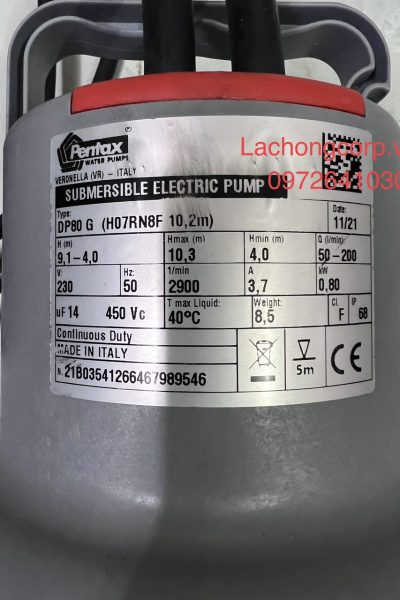 Lachongcorp.v
0972641030
Pentax
WATER PUMPS
VERONELLA (VR) - ITALY
SUBMERSIBLE ELECTRIC PUMP
Type: Date:
DP80 G (H07RN8F 10,2m) 11/21
H (m) Hmax (m) Hmin (m) Q (l/min)
9,1-4,0 10,3 4,0 50-200
V: Hz: 1/min A kW
230 50 2900 3,7 0,80
uF 14 450 Vc T max Liquid: Weight: Cl. IP
40°C 8,5 F 68
Continuous Duty
MADE IN ITALY
N. 21803541266467989546
5m
CE